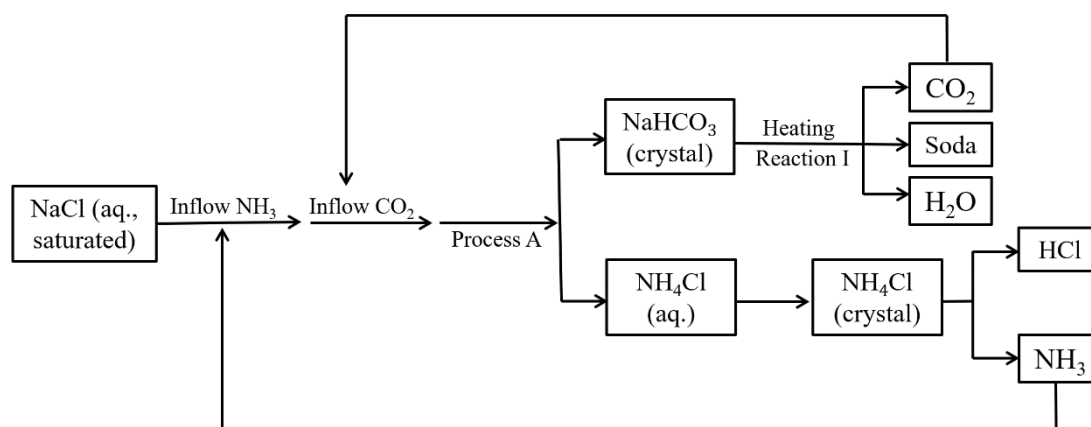 NaCl (aq.,
saturated)
Inflow NH₃
Inflow CO₂
Process A
NaHCO₃
(crystal)
Heating
Reaction I
CO₂
Soda
H₂O
NH₄Cl
(aq.)
NH₄Cl
(crystal)
HCl
NH₃